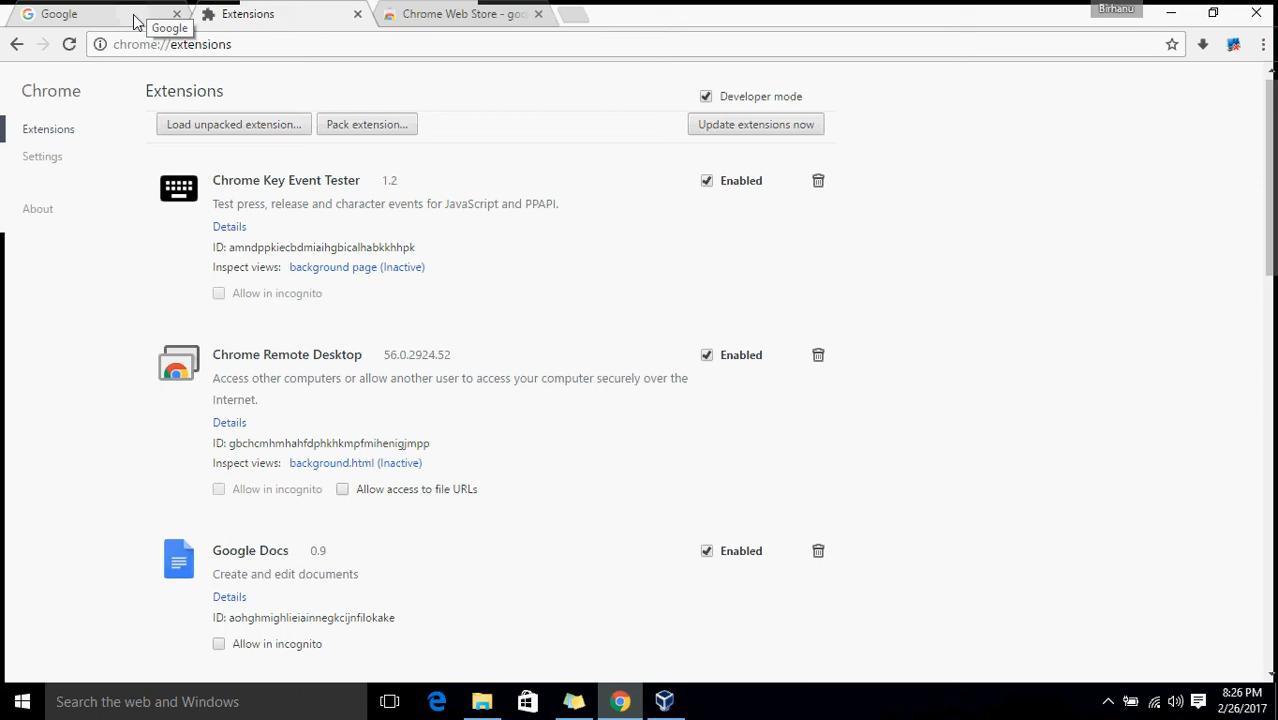 Google
Extensions
Chrome Web Store - goo
Birhanu
Google
chrome://extensions
Chrome
Extensions
Developer mode
Load unpacked extension...
Pack extension...
Update extensions now
Extensions
Settings
About
Chrome Key Event Tester 1.2
Enabled
Test press, release and character events for JavaScript and PPAPI.
Details
ID: amndppkiecbdmiaihgbicalhabkkhhpk
Inspect views: background page (Inactive)
Allow in incognito
Chrome Remote Desktop 56.0.2924.52
Enabled
Access other computers or allow another user to access your computer securely over the
Internet.
Details
ID: gbchcmhmhahfdphkhkmpfmihenigjmpp
Inspect views: background.html (Inactive)
Allow in incognito Allow access to file URLs
Google Docs 0.9
Enabled
Create and edit documents
Details
ID: aohghmighlieiainnegkcijnfilokake
Allow in incognito
Search the web and Windows
8:26 PM
2/26/2017